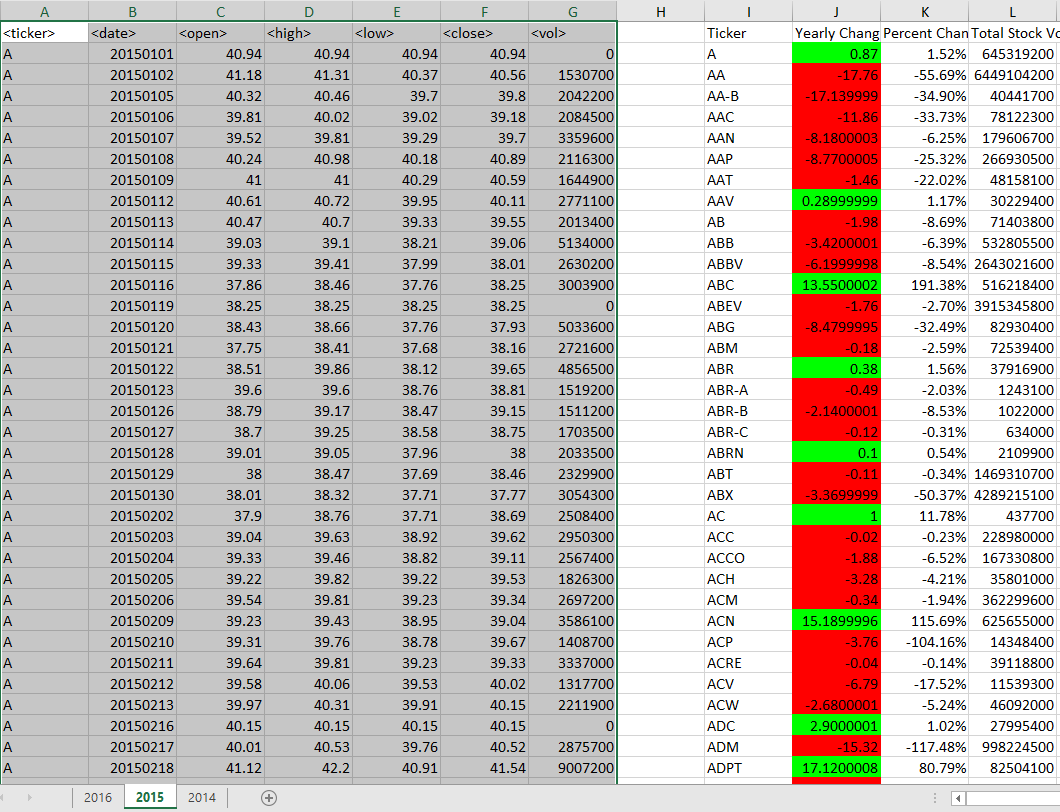 A B C D E F G H I J K L
<ticker> <date> <open> <high> <low> <close> <vol> Ticker Yearly Chang Percent Chan Total Stock Vo
A 20150101 40.94 40.94 40.94 40.94 0 A 0.87 1.52% 645319200
A 20150102 41.18 41.31 40.37 40.56 1530700 AA -17.76 -55.69% 6449104200
A 20150105 40.32 40.46 39.7 39.8 2042200 AA-B -17.139999 -34.90% 40441700
A 20150106 39.81 40.02 39.02 39.18 2084500 AAC -11.86 -33.73% 78122300
A 20150107 39.52 39.81 39.29 39.7 3359600 AAN -8.1800003 -6.25% 179606700
A 20150108 40.24 40.98 40.18 40.89 2116300 AAP -8.7700005 -25.32% 266930500
A 20150109 41 41 40.29 40.59 1644900 AAT -1.46 -22.02% 48158100
A 20150112 40.61 40.72 39.95 40.11 2771100 AAV 0.28999999 1.17% 30229400
A 20150113 40.47 40.7 39.33 39.55 2013400 AB -1.98 -8.69% 71403800
A 20150114 39.03 39.1 38.21 39.06 5134000 ABB -3.4200001 -6.39% 532805500
A 20150115 39.33 39.41 37.99 38.01 2630200 ABBV -6.1999998 -8.54% 2643021600
A 20150116 37.86 38.46 37.76 38.25 3003900 ABC 13.5500002 191.38% 516218400
A 20150119 38.25 38.25 38.25 38.25 0 ABEV -1.76 -2.70% 3915345800
A 20150120 38.43 38.66 37.76 37.93 5033600 ABG -8.4799995 -32.49% 82930400
A 20150121 37.75 38.41 37.68 38.16 2721600 ABM -0.18 -2.59% 72539400
A 20150122 38.51 39.86 38.12 39.65 4856500 ABR 0.38 1.56% 37916900
A 20150123 39.6 39.6 38.76 38.81 1519200 ABR-A -0.49 -2.03% 1243100
A 20150126 38.79 39.17 38.47 39.15 1511200 ABR-B -2.1400001 -8.53% 1022000
A 20150127 38.7 39.25 38.58 38.75 1703500 ABR-C -0.12 -0.31% 634000
A 20150128 39.01 39.05 37.96 38 2033500 ABRN 0.1 0.54% 2109900
A 20150129 38 38.47 37.69 38.46 2329900 ABT -0.11 -0.34% 1469310700
A 20150130 38.01 38.32 37.71 37.77 3054300 ABX -3.3699999 -50.37% 4289215100
A 20150202 37.9 38.76 37.71 38.69 2508400 AC 1 11.78% 437700
A 20150203 39.04 39.63 38.92 39.62 2950300 ACC -0.02 -0.23% 228980000
A 20150204 39.33 39.46 38.82 39.11 2567400 ACCO -1.88 -6.52% 167330800
A 20150205 39.22 39.82 39.22 39.53 1826300 ACH -3.28 -4.21% 35801000
A 20150206 39.54 39.81 39.23 39.34 2697200 ACM -0.34 -1.94% 362299600
A 20150209 39.23 39.43 38.95 39.04 3586100 ACN 15.1899996 115.69% 625655000
A 20150210 39.31 39.76 38.78 39.67 1408700 ACP -3.76 -104.16% 14348400
A 20150211 39.64 39.81 39.23 39.33 3337000 ACRE -0.04 -0.14% 39118800
A 20150212 39.58 40.06 39.53 40.02 1317700 ACV -6.79 -17.52% 11539300
A 20150213 39.97 40.31 39.91 40.15 2211900 ACW -2.6800001 -5.24% 46092000
A 20150216 40.15 40.15 40.15 40.15 0 ADC 2.9000001 1.02% 27995400
A 20150217 40.01 40.53 39.76 40.52 2875700 ADM -15.32 -117.48% 998224500
A 20150218 41.12 42.2 40.91 41.54 9007200 ADPT 17.1200008 80.79% 82504100
2016 2015 2014